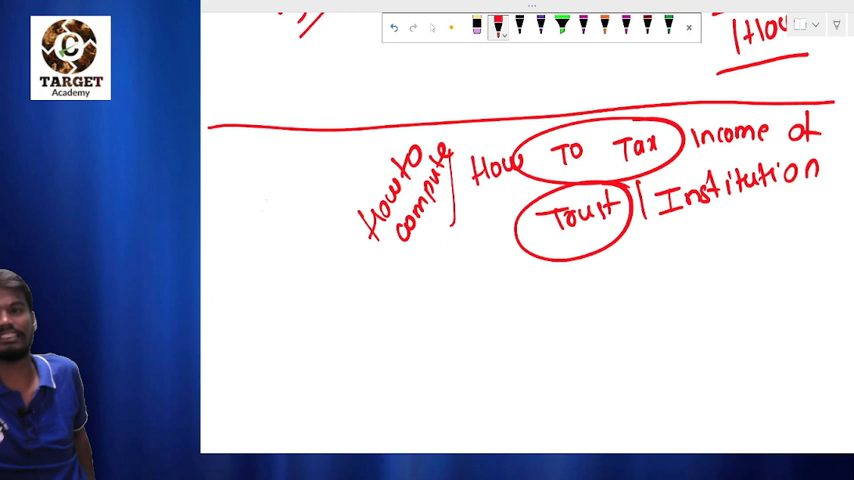 TARGET
Academy
How to
compute
How To Tax Income of
Trust / Institution